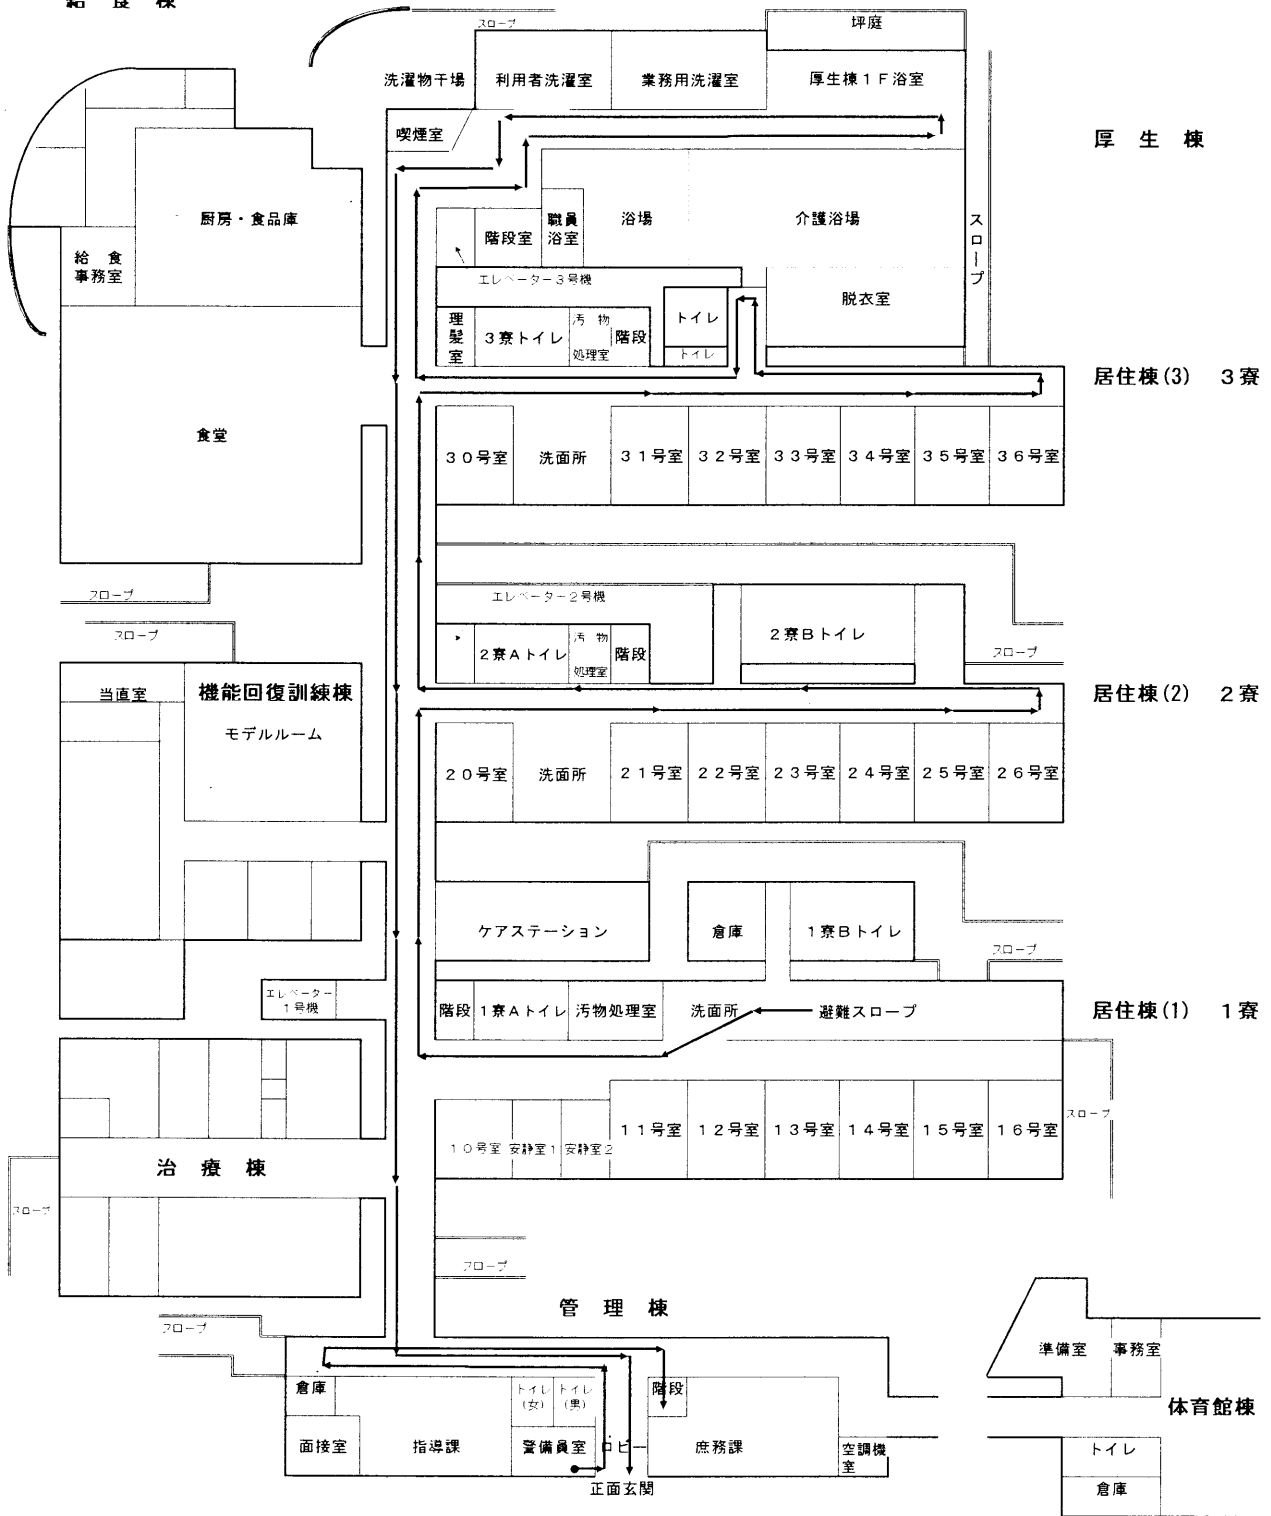 給食棟
スロープ
坪庭
洗濯物干場
利用者洗濯室
業務用洗濯室
厚生棟１Ｆ浴室
喫煙室
厚生棟
厨房・食品庫
階段室
職員
浴室
浴場
介護浴場
スロープ
給食
事務室
エレベーター３号機
脱衣室
理髪室
３寮トイレ
汚物
処理室
階段
トイレ
トイレ
居住棟(3)　３寮
食堂
３０号室
洗面所
３１号室
３２号室
３３号室
３４号室
３５号室
３６号室
スロープ
エレベーター２号機
スロープ
２寮Ａトイレ
汚物
処理室
階段
２寮Ｂトイレ
スロープ
当直室
機能回復訓練棟
モデルルーム
居住棟(2)　２寮
２０号室
洗面所
２１号室
２２号室
２３号室
２４号室
２５号室
２６号室
ケアステーション
倉庫
１寮Ｂトイレ
スロープ
エレベーター
１号機
階段
１寮Ａトイレ
汚物処理室
洗面所
避難スロープ
居住棟(1)　１寮
１０号室
安静室１
安静室２
１１号室
１２号室
１３号室
１４号室
１５号室
１６号室
スロープ
治療棟
スロープ
スロープ
管理棟
スロープ
準備室
事務室
倉庫
トイレ
(女)
トイレ
(男)
階段
体育館棟
面接室
指導課
警備員室
ロビー
庶務課
空調機
室
トイレ
正面玄関
倉庫